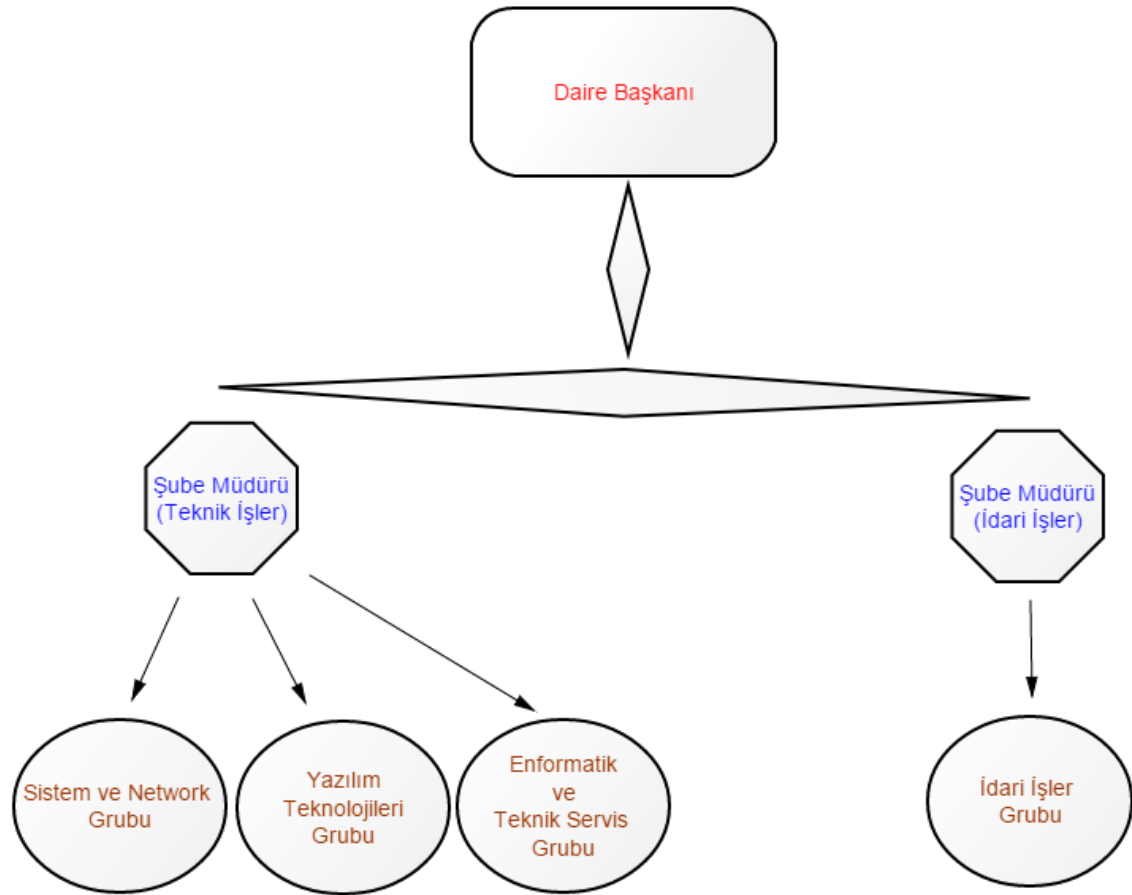 Daire Başkanı
Şube Müdürü
(Teknik İşler)
Şube Müdürü
(İdari İşler)
Sistem ve Network
Grubu
Yazılım
Teknolojileri
Grubu
Enformatik
ve
Teknik Servis
Grubu
İdari İşler
Grubu